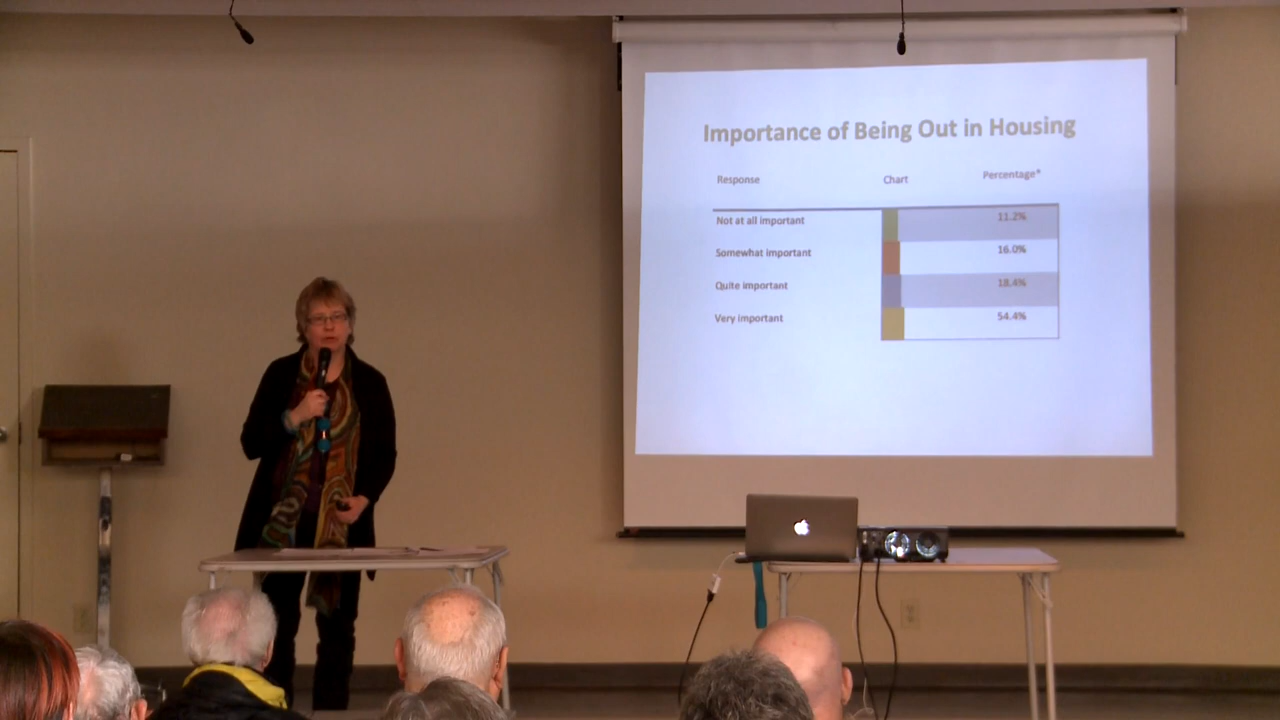 Importance of Being Out in Housing
Response Chart Percentage*
Not at all important 11.2%
Somewhat important 16.0%
Quite important 18.4%
Very important 54.4%